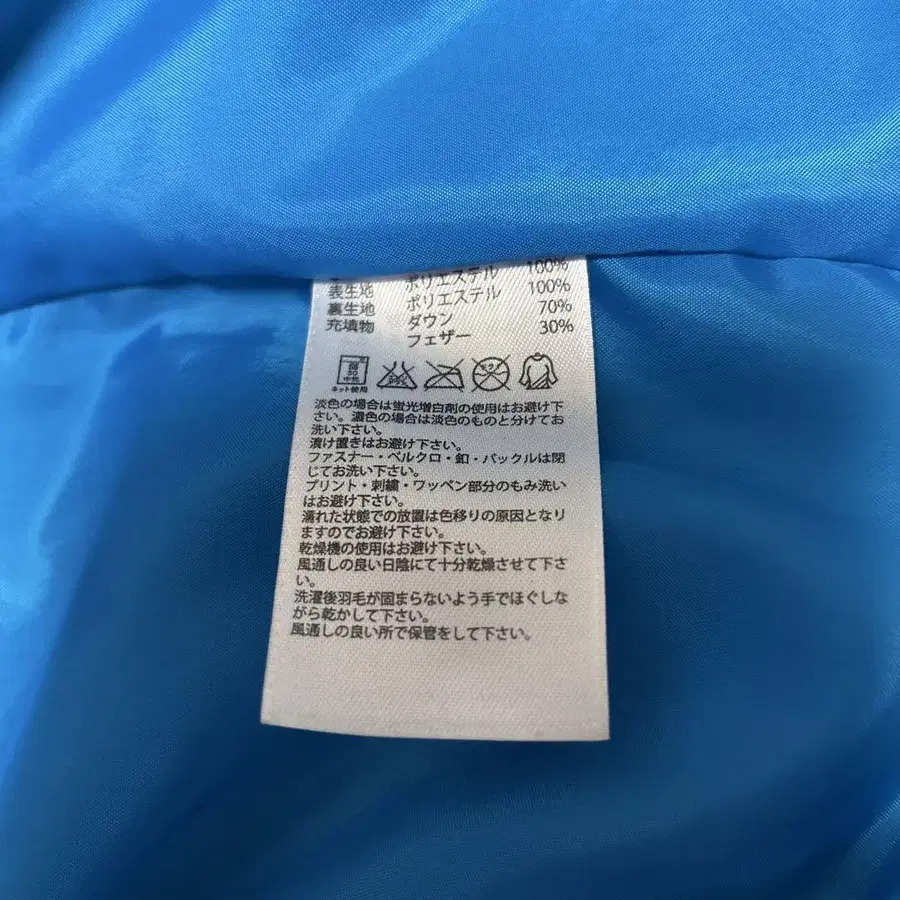 表生地 ポリエステル 100%
裏生地 ポリエステル 100%
充填物 ダウン 70%
フェザー 30%
ネット使用
淡色の場合は蛍光増白剤の使用はお避け下
さい。濃色の場合は淡色のものと分けてお
洗い下さい。
漬け置きはお避け下さい。
ファスナー・ベルクロ・釦・バックルは閉
じてお洗い下さい。
プリント・刺繍・ワッペン部分のもみ洗い
はお避け下さい。
濡れた状態での放置は色移りの原因となり
ますのでお避け下さい。
乾燥機の使用はお避け下さい。
風通しの良い日陰にて十分乾燥させて下さ
い。
洗濯後羽毛が固まらないよう手でほぐしな
がら乾かして下さい。
風通しの良い所で保管をして下さい。